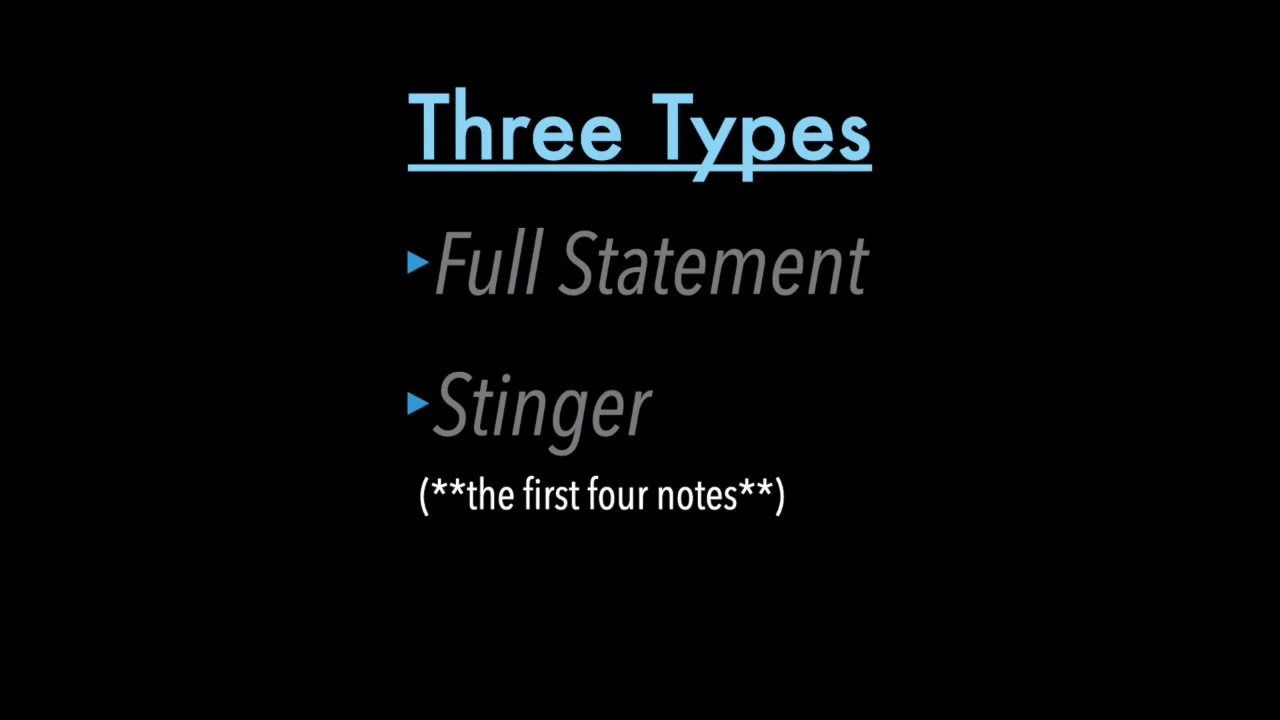 Three Types
▸Full Statement
▸Stinger
(**the first four notes**)